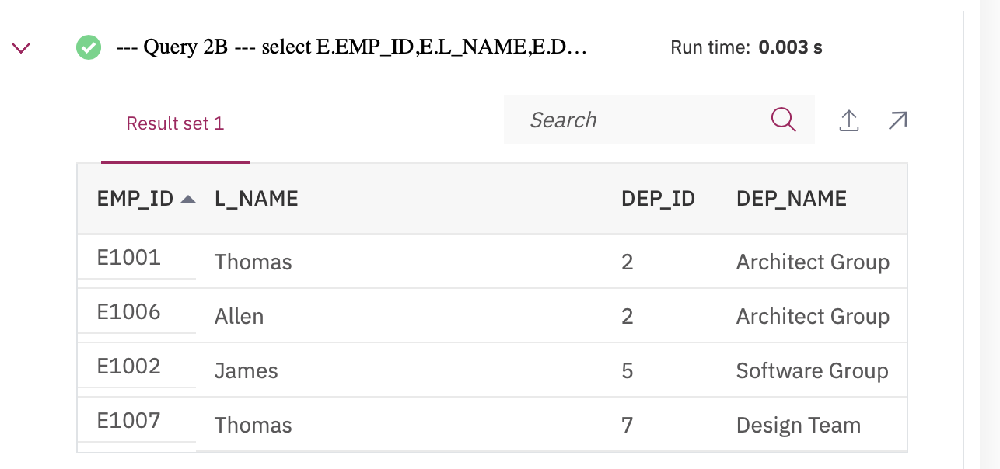 --- Query 2B --- select E.EMP_ID,E.L_NAME,E.D... Run time: 0.003 s
Result set 1 Search
EMP_ID L_NAME DEP_ID DEP_NAME
E1001 Thomas 2 Architect Group
E1006 Allen 2 Architect Group
E1002 James 5 Software Group
E1007 Thomas 7 Design Team